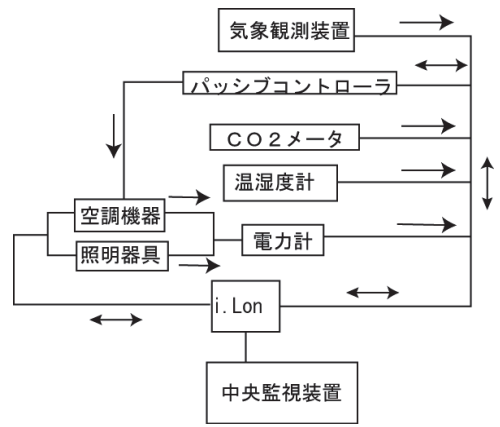 気象観測装置
パッシブコントローラ
CO2メータ
温湿度計
空調機器
照明器具
電力計
i.Lon
中央監視装置